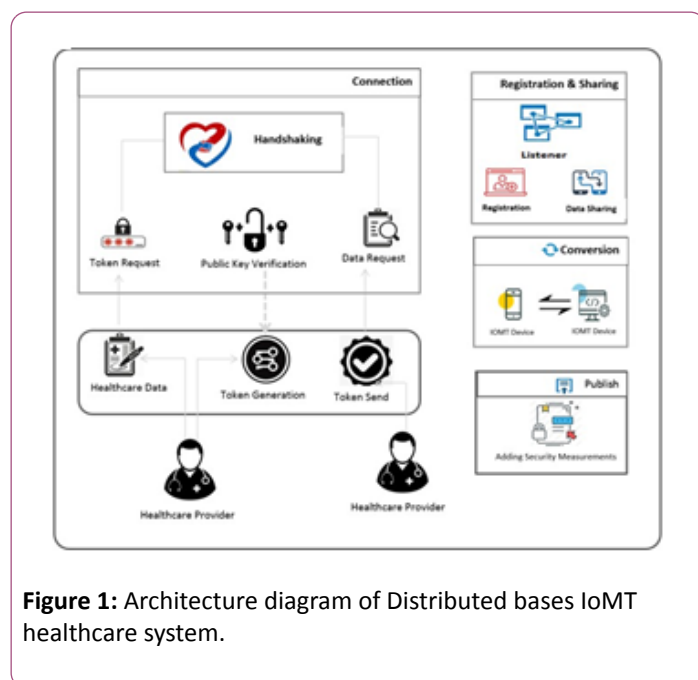 Connection
Handshaking
Token Request
Public Key Verification
Data Request
Healthcare Data
Token Generation
Token Send
Healthcare Provider
Healthcare Provider
Registration & Sharing
Listener
Registration
Data Sharing
Conversion
IOMT Device
IOMT Device
Publish
Adding Security Measurements
Figure 1: Architecture diagram of Distributed bases IoMT
healthcare system.